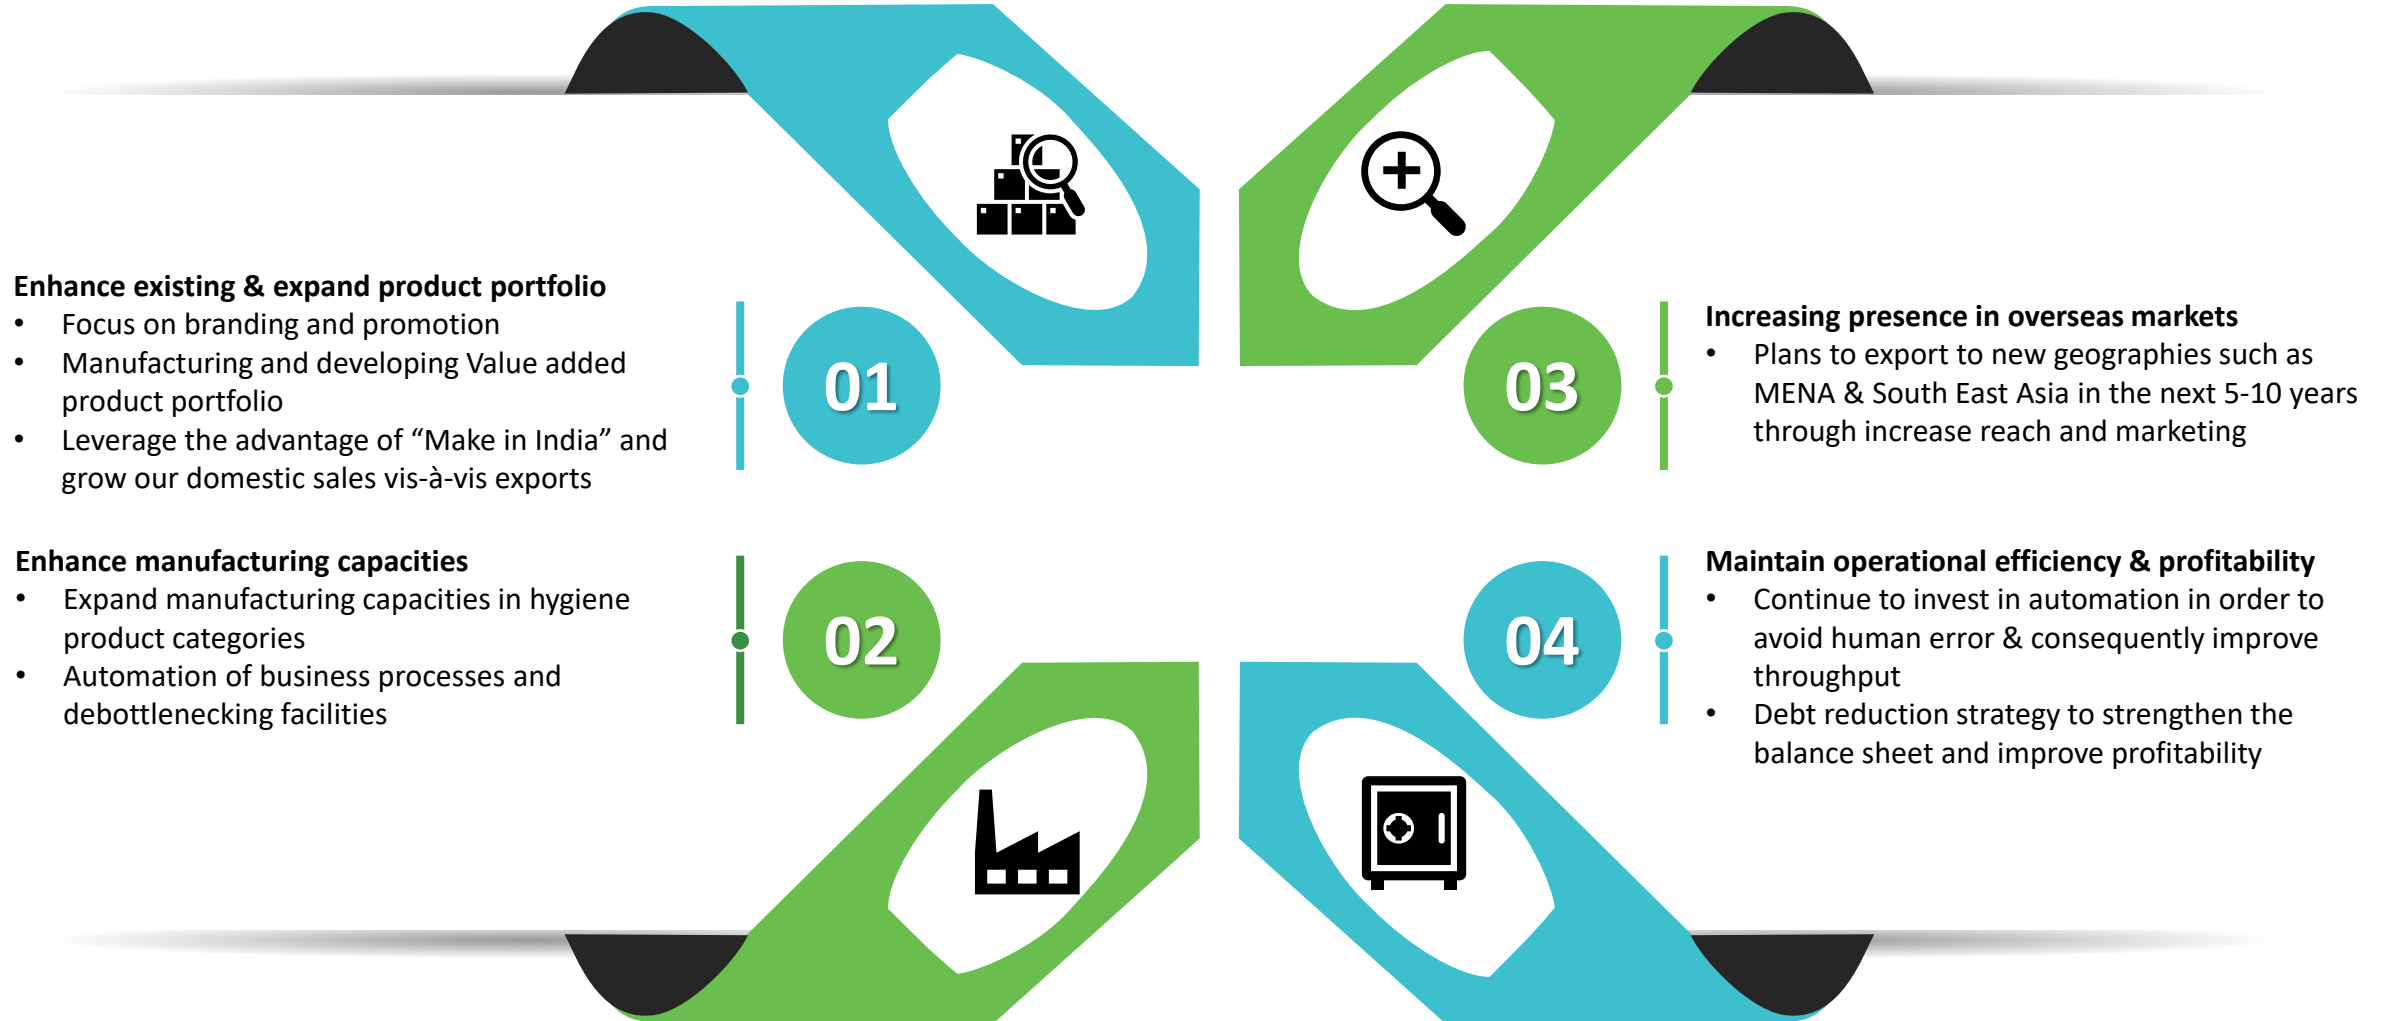 Enhance existing & expand product portfolio
• Focus on branding and promotion
• Manufacturing and developing Value added
product portfolio
• Leverage the advantage of “Make in India” and
grow our domestic sales vis-à-vis exports
01
Enhance manufacturing capacities
• Expand manufacturing capacities in hygiene
product categories
• Automation of business processes and
debottlenecking facilities
02
03
Increasing presence in overseas markets
• Plans to export to new geographies such as
MENA & South East Asia in the next 5-10 years
through increase reach and marketing
04
Maintain operational efficiency & profitability
• Continue to invest in automation in order to
avoid human error & consequently improve
throughput
• Debt reduction strategy to strengthen the
balance sheet and improve profitability